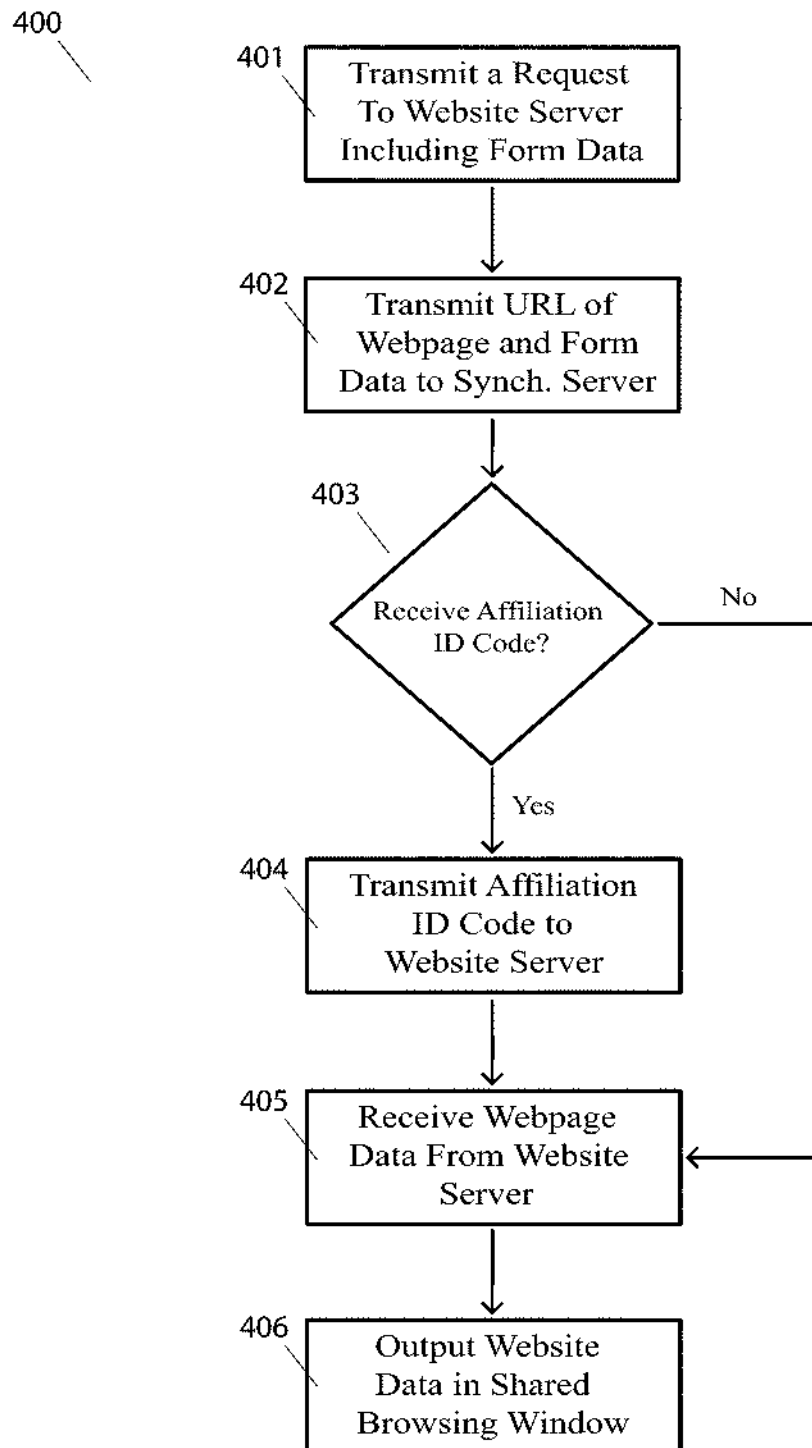 400
401
Transmit a Request
To Website Server
Including Form Data
402
Transmit URL of
Webpage and Form
Data to Synch. Server
403
Receive Affiliation
ID Code?
No
Yes
404
Transmit Affiliation
ID Code to
Website Server
405
Receive Webpage
Data From Website
Server
406
Output Website
Data in Shared
Browsing Window